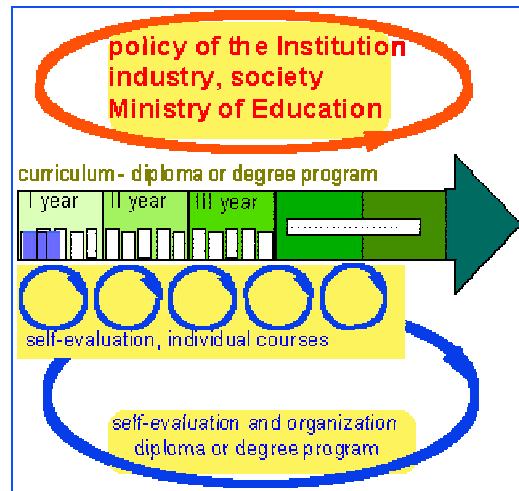 policy of the Institution
industry, society
Ministry of Education
curriculum - diploma or degree program
I year II year III year
self-evaluation, individual courses
self-evaluation and organization
diploma or degree program